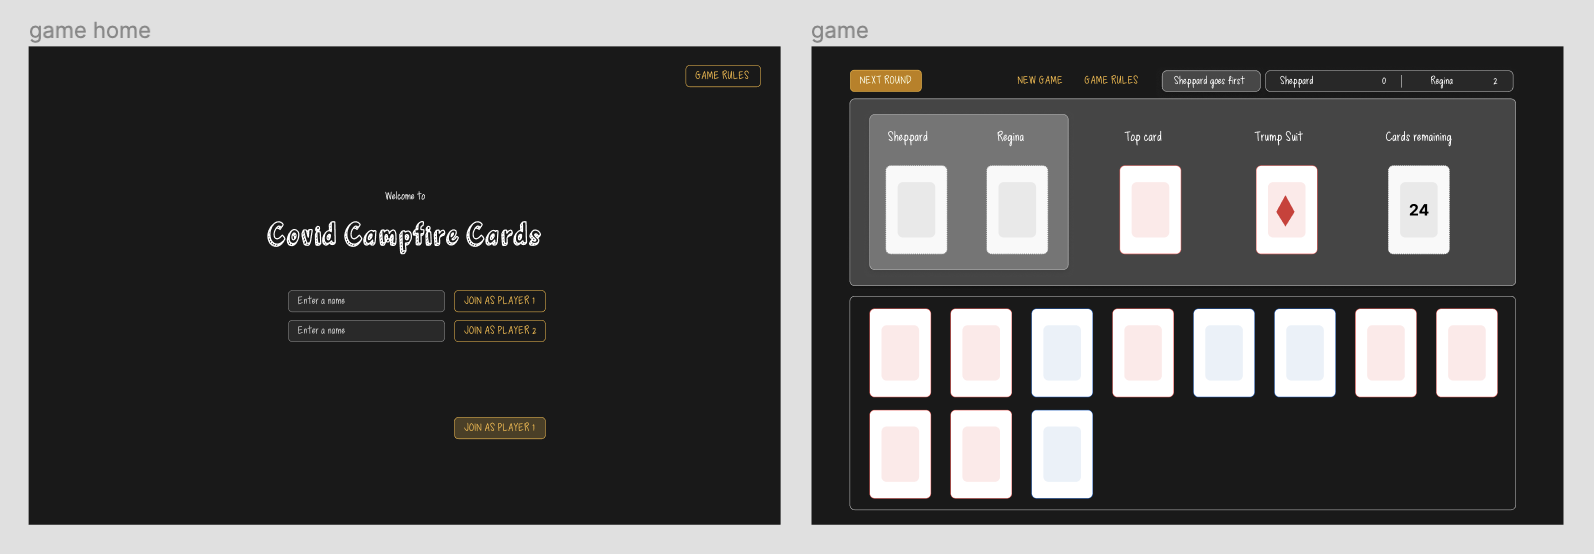 game home
GAME RULES
Welcome to
Covid Campfire Cards
Enter a name JOIN AS PLAYER 1
Enter a name JOIN AS PLAYER 2
JOIN AS PLAYER 1
game
NEXT ROUND NEW GAME GAME RULES Sheppard goes first Sheppard 0 | Regina 2
Sheppard Regina Top card Trump Suit Cards remaining
24